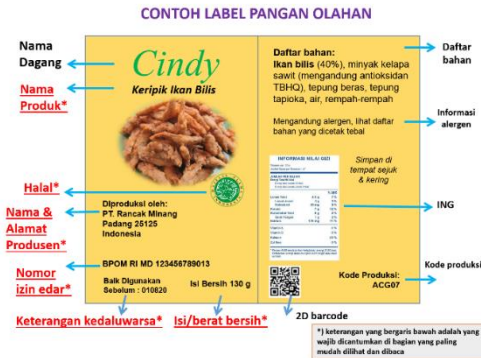 CONTOH LABEL PANGAN OLAHAN
Nama
Dagang
Cindy
Keripik Ikan Bilis
Nama
Produk*
Halal*
Diproduksi oleh:
PT. Rancak Minang
Padang 25125
Indonesia
Nama &
Alamat
Produsen*
BPOM RI MD 123456789013
Nomor
izin edar*
Baik Digunakan
Sebelum : 010820
Isi Bersih 130 g
Keterangan kedaluwarsa*
Isi/berat bersih*
Daftar bahan:
Ikan bilis (40%), minyak kelapa
sawit (mengandung antioksidan
TBHQ), tepung beras, tepung
tapioka, air, rempah-rempah
Daftar
bahan
Mengandung alergen, lihat daftar
bahan yang dicetak tebal
Informasi
alergen
INFORMASI NILAI GIZI
Simpan di
tempat sejuk
& kering
ING
Kode Produksi:
ACG07
Kode produksi
2D barcode
*) keterangan yang bergaris bawah adalah yang
wajib dicantumkan di bagian yang paling
mudah dilihat dan dibaca